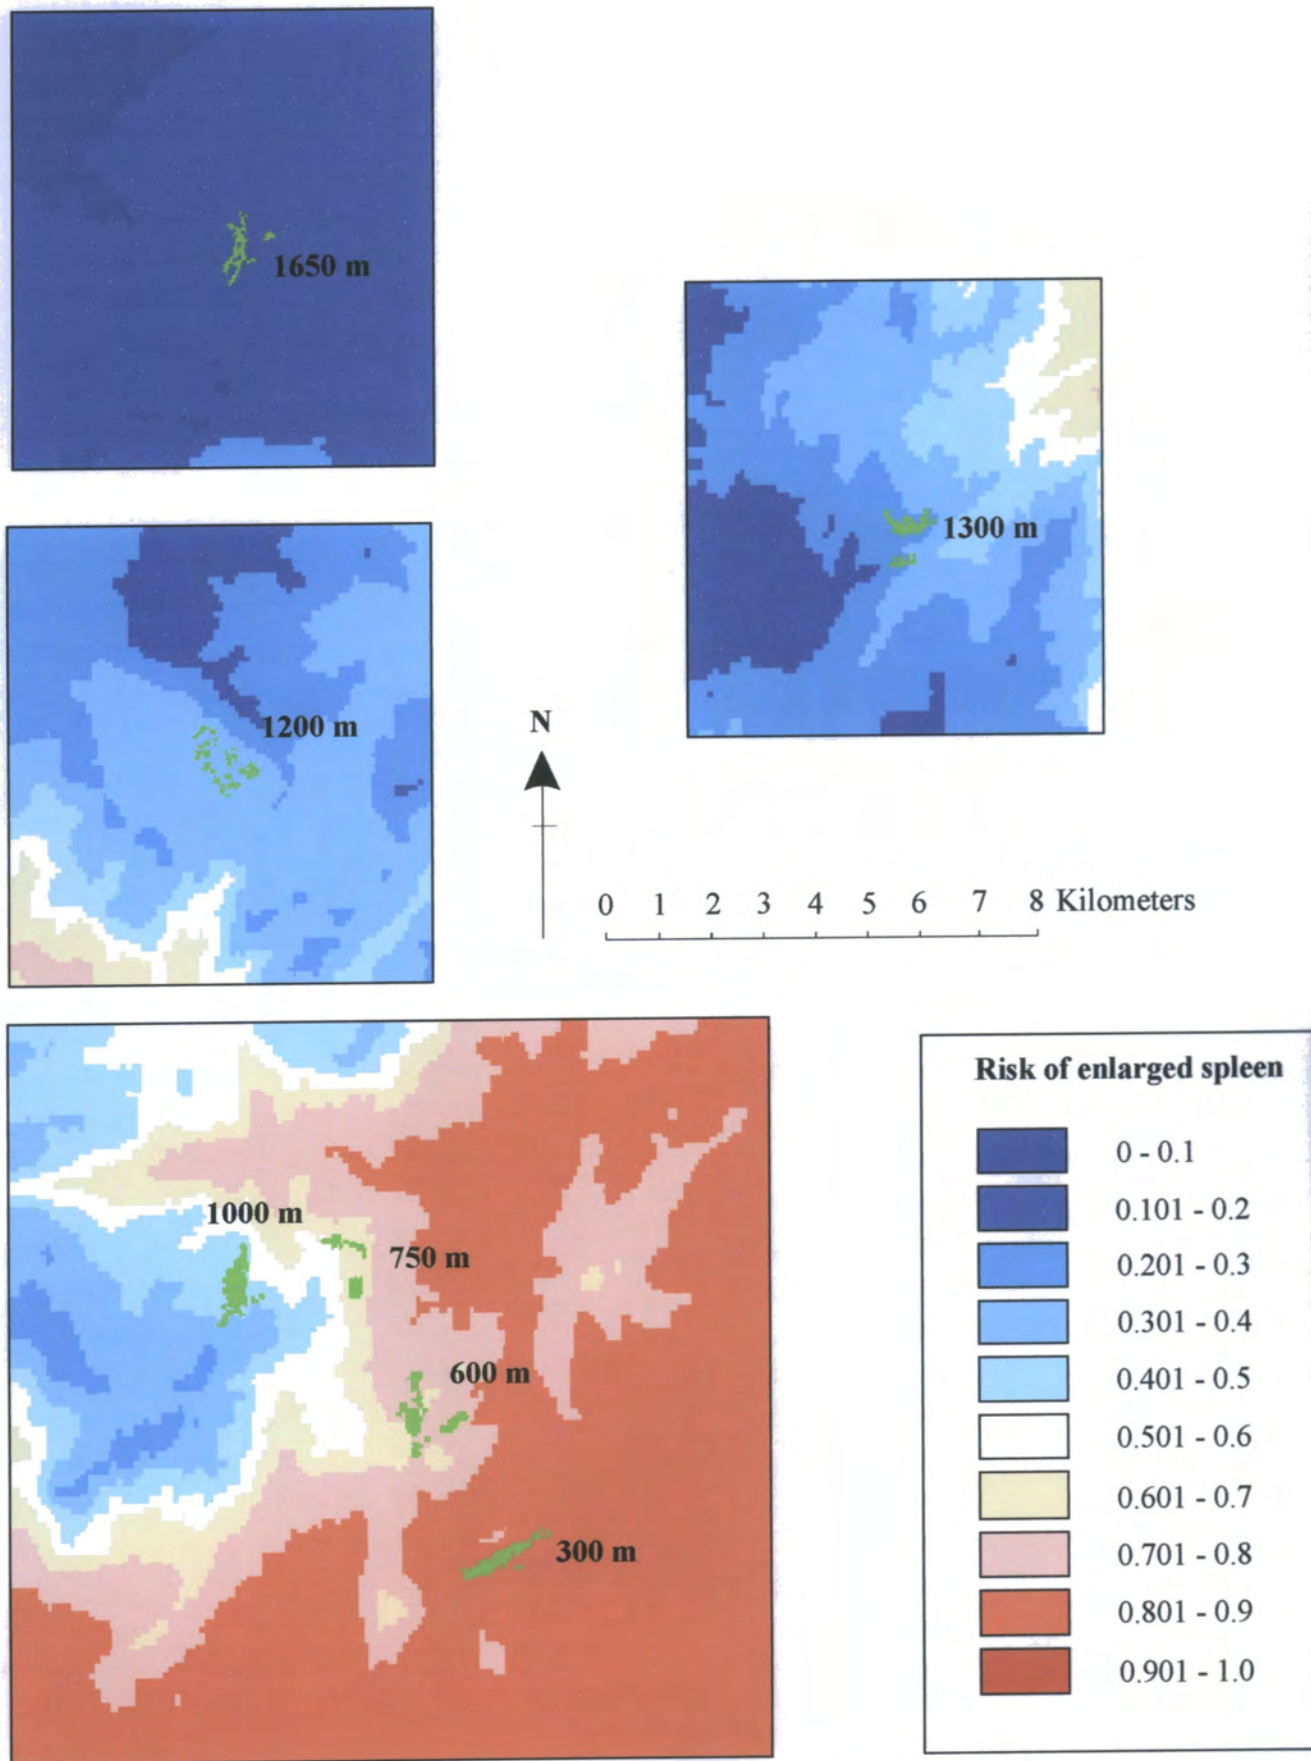 1650 m
1300 m
1200 m
N
0 1 2 3 4 5 6 7 8 Kilometers
1000 m
750 m
600 m
300 m
Risk of enlarged spleen
0 - 0.1
0.101 - 0.2
0.201 - 0.3
0.301 - 0.4
0.401 - 0.5
0.501 - 0.6
0.601 - 0.7
0.701 - 0.8
0.801 - 0.9
0.901 - 1.0